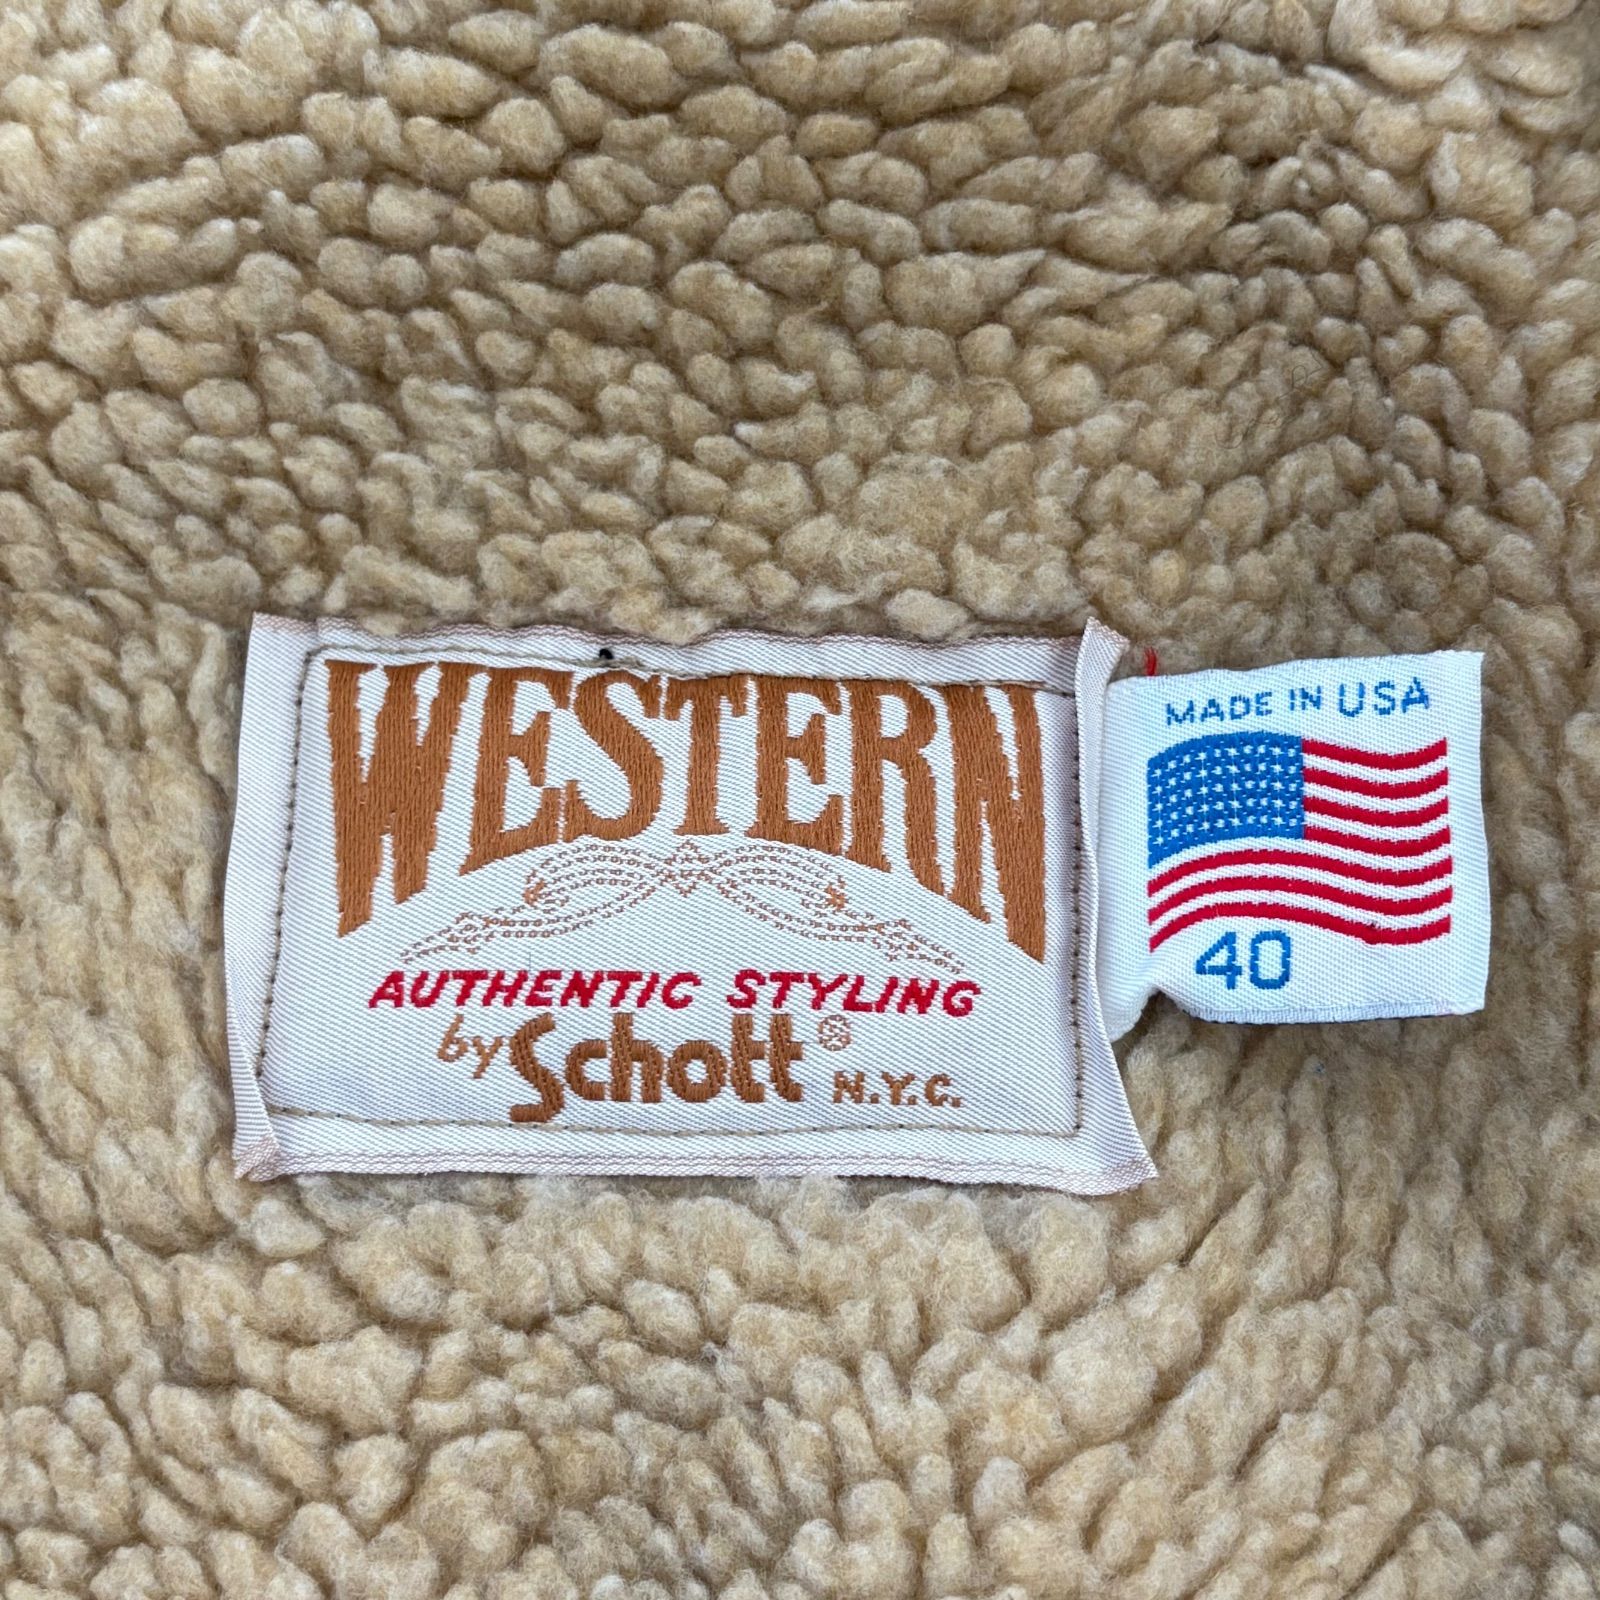 WESTERN
AUTHENTIC STYLING
by Schott® N.Y.C.
MADE IN USA
40